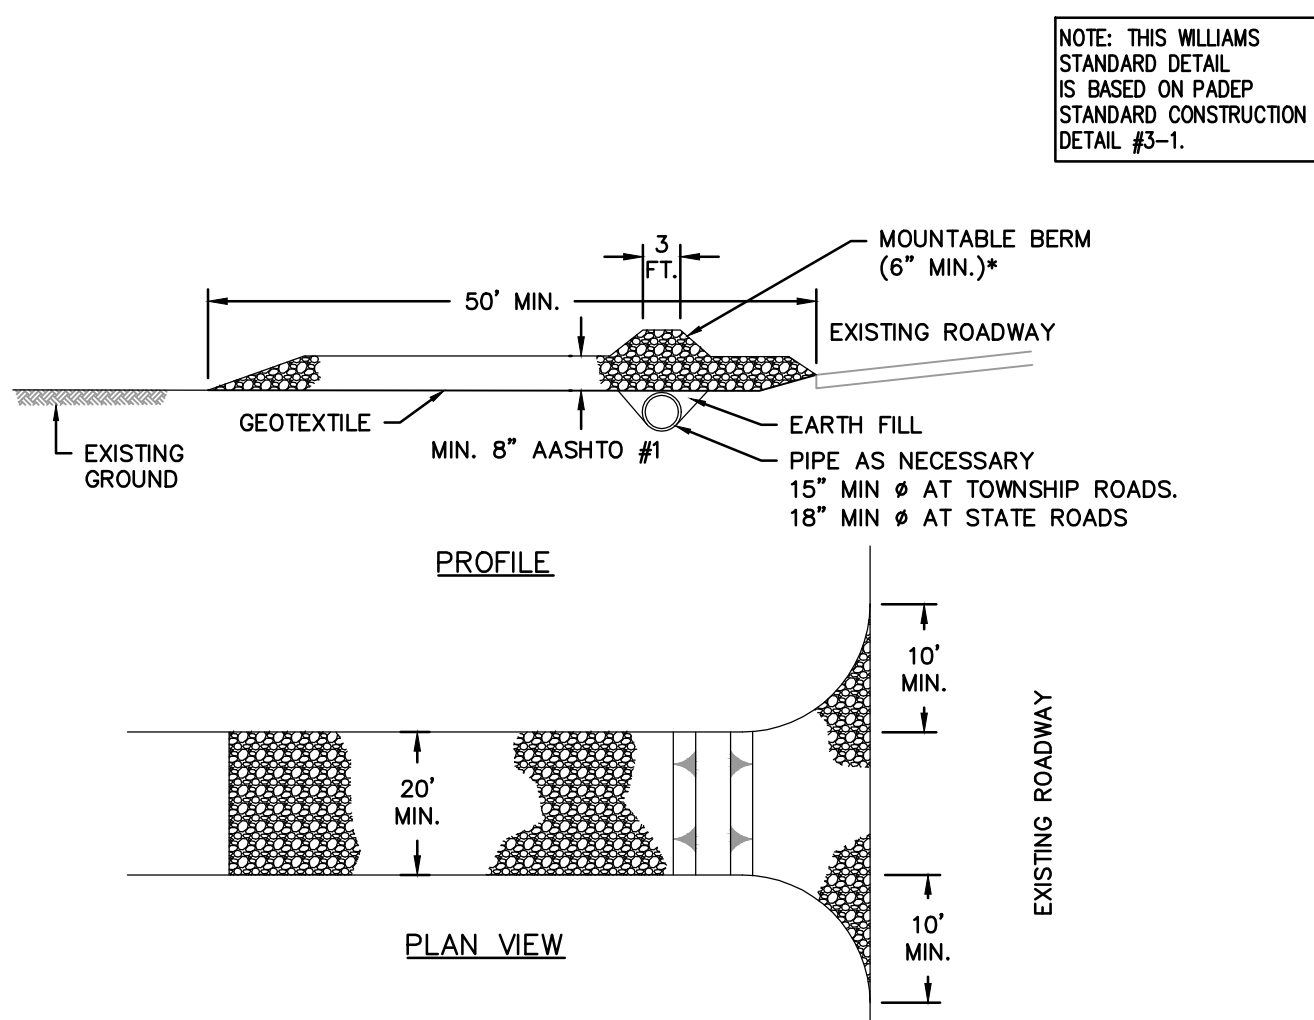 NOTE: THIS WILLIAMS
STANDARD DETAIL
IS BASED ON PADEP
STANDARD CONSTRUCTION
DETAIL #3-1.
3
FT.
MOUNTABLE BERM
(6" MIN.)*
50' MIN.
EXISTING ROADWAY
GEOTEXTILE
EXISTING
GROUND
MIN. 8" AASHTO #1
EARTH FILL
PIPE AS NECESSARY
15" MIN ø AT TOWNSHIP ROADS.
18" MIN ø AT STATE ROADS
PROFILE
10'
MIN.
20'
MIN.
EXISTING ROADWAY
10'
MIN.
PLAN VIEW